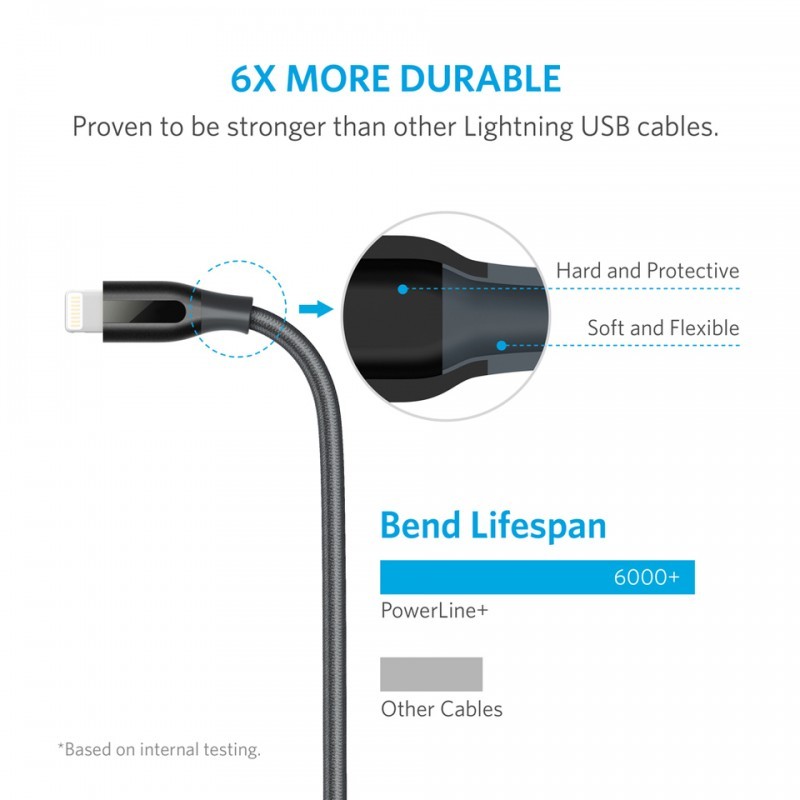 6X MORE DURABLE
Proven to be stronger than other Lightning USB cables.
Hard and Protective
Soft and Flexible
Bend Lifespan
6000+
PowerLine+
Other Cables
*Based on internal testing.